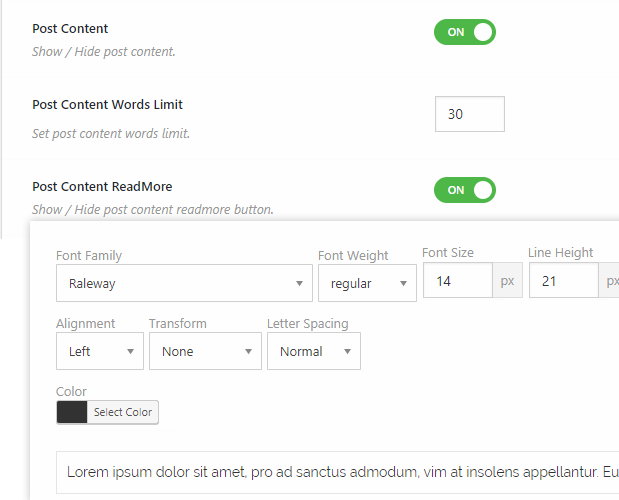 Post Content
ON
Show / Hide post content.
Post Content Words Limit
30
Set post content words limit.
Post Content ReadMore
ON
Show / Hide post content readmore button.
Font Family Font Weight Font Size Line Height
Raleway regular 14 px 21 px
Alignment Transform Letter Spacing
Left None Normal
Color
Select Color
Lorem ipsum dolor sit amet, pro ad sanctus admodum, vim at insolens appellantur. Eu